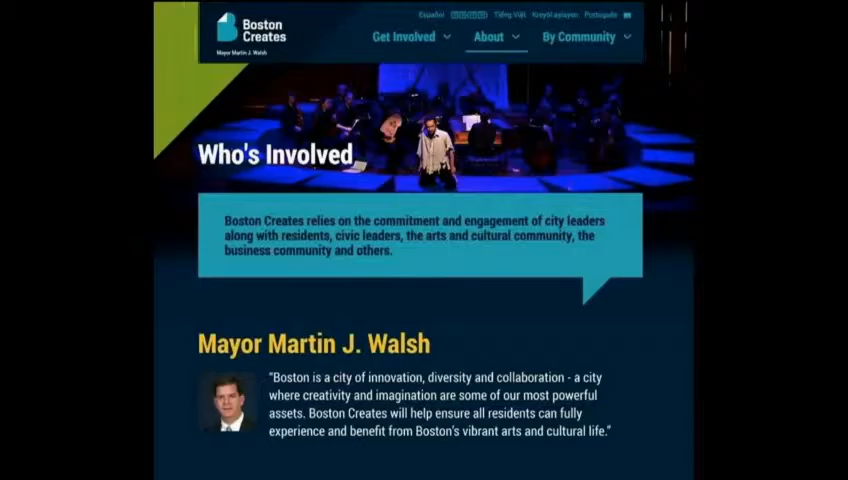 Español Tiếng Việt Kreyòl ayisyen Português
Boston
Creates
Mayor Martin J. Walsh
Get Involved About By Community
Who's Involved
Boston Creates relies on the commitment and engagement of city leaders
along with residents, civic leaders, the arts and cultural community, the
business community and others.
Mayor Martin J. Walsh
"Boston is a city of innovation, diversity and collaboration - a city
where creativity and imagination are some of our most powerful
assets. Boston Creates will help ensure all residents can fully
experience and benefit from Boston's vibrant arts and cultural life."